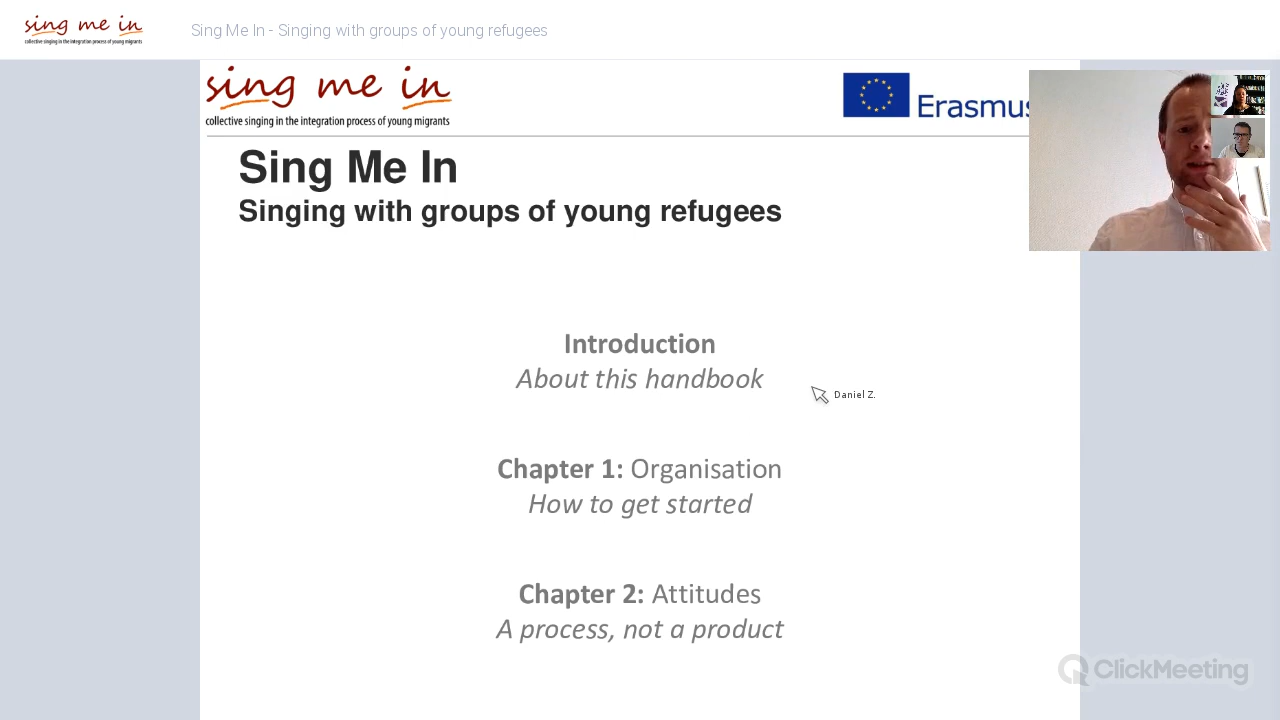 sing me in
collective singing in the integration process of young migrants
Sing Me In - Singing with groups of young refugees
sing me in
collective singing in the integration process of young migrants
Erasmus
Sing Me In
Singing with groups of young refugees
Introduction
About this handbook
Daniel Z.
Chapter 1: Organisation
How to get started
Chapter 2: Attitudes
A process, not a product
ClickMeeting